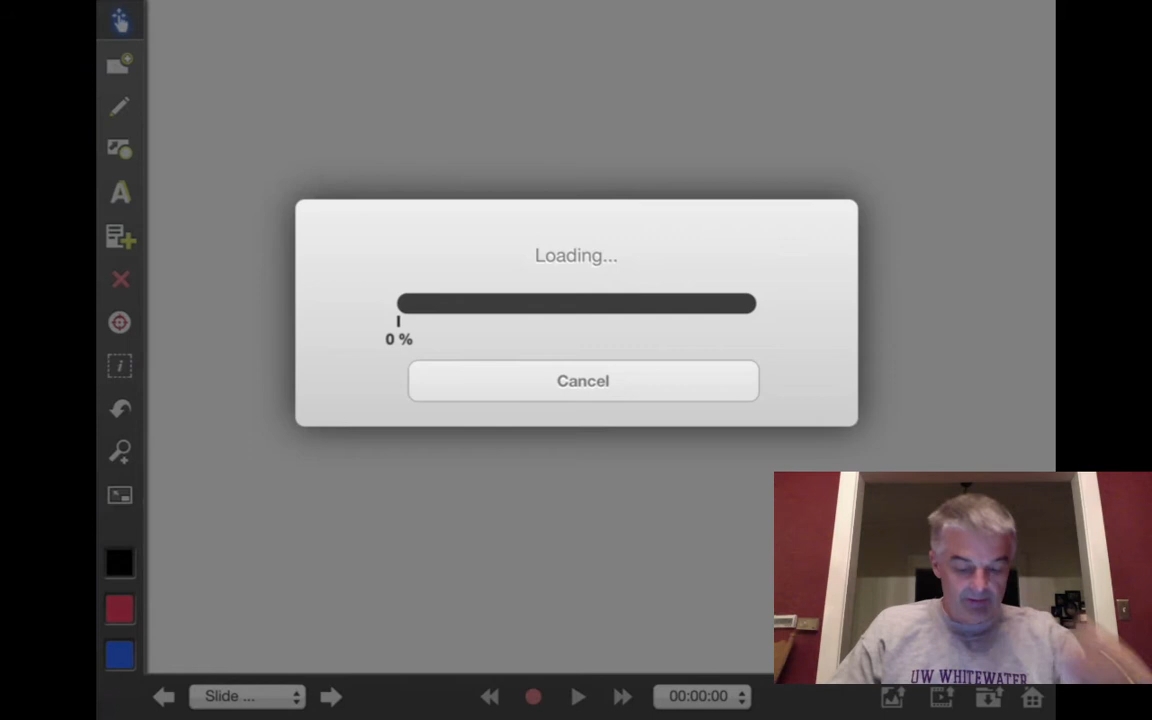 Loading...
0 %
Cancel
UW WHITEWATER
Slide ...
00:00:00